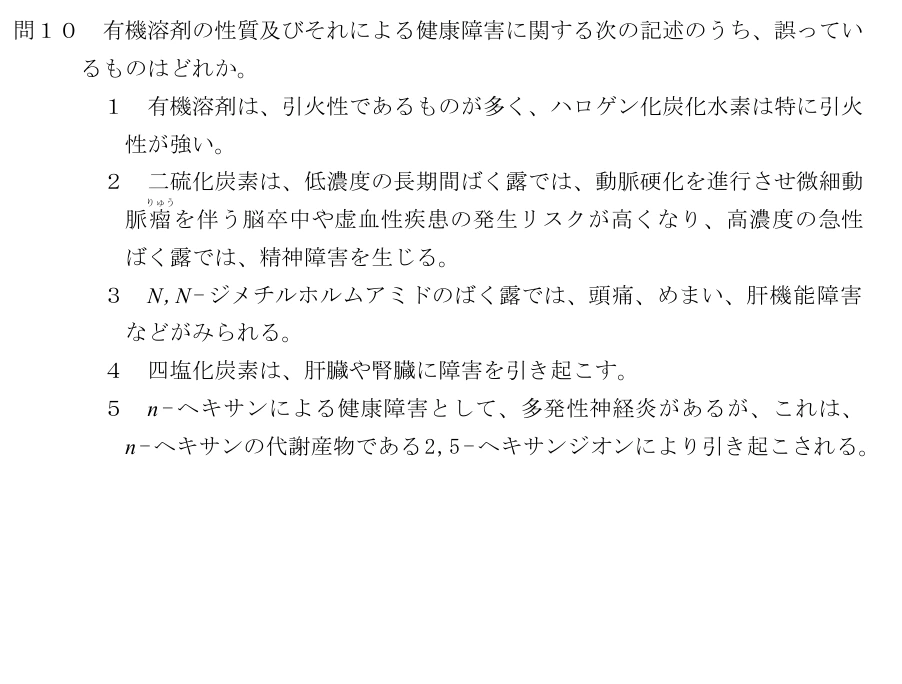 問１０　有機溶剤の性質及びそれによる健康障害に関する次の記述のうち、誤ってい
るものはどれか。
１　有機溶剤は、引火性であるものが多く、ハロゲン化炭化水素は特に引火
性が強い。
２　二硫化炭素は、低濃度の長期間ばく露では、動脈硬化を進行させ微細動
りゅう
脈瘤を伴う脳卒中や虚血性疾患の発生リスクが高くなり、高濃度の急性
ばく露では、精神障害を生じる。
３　N,N−ジメチルホルムアミドのばく露では、頭痛、めまい、肝機能障害
などがみられる。
４　四塩化炭素は、肝臓や腎臓に障害を引き起こす。
５　n−ヘキサンによる健康障害として、多発性神経炎があるが、これは、
n−ヘキサンの代謝産物である2,5−ヘキサンジオンにより引き起こされる。